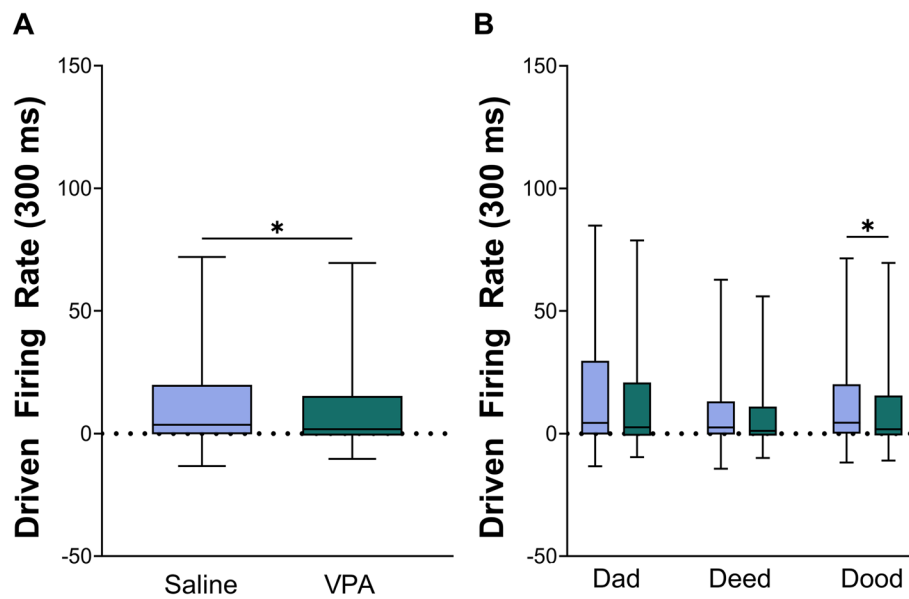 A
Driven Firing Rate (300 ms)
150
100
50
0
-50
*
Saline VPA
B
Driven Firing Rate (300 ms)
150
100
50
0
-50
*
Dad Deed Dood